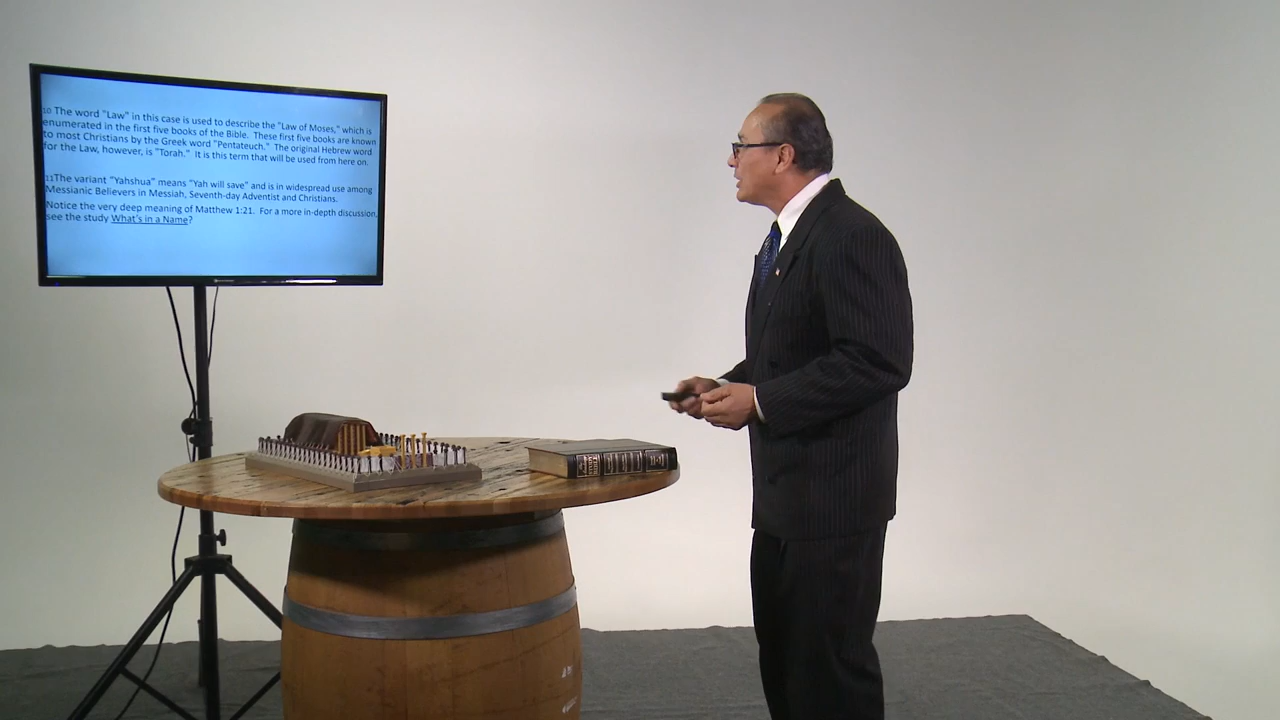 10 The word "Law" in this case is used to describe the "Law of Moses," which is
enumerated in the first five books of the Bible. These first five books are known
to most Christians by the Greek word "Pentateuch." The original Hebrew word
for the Law, however, is "Torah." It is this term that will be used from here on.
11The variant "Yahshua" means "Yah will save" and is in widespread use among
Messianic Believers in Messiah, Seventh-day Adventist and Christians.
Notice the very deep meaning of Matthew 1:21. For a more in-depth discussion,
see the study What's in a Name?